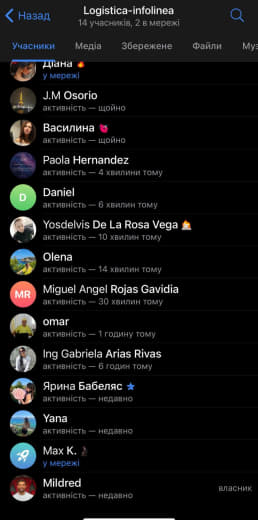 Назад
Logistica-infolinea
14 учасників, 2 в мережі
Учасники Медіа Збережене Файли Муз
Діана
у мережі
J.M Osorio
активність — щойно
Василина
активність — щойно
Paola Hernandez
активність — 4 хвилини тому
D
Daniel
активність — 6 хвилин тому
Yosdelvis De La Rosa Vega
активність — 10 хвилин тому
Olena
активність — 14 хвилин тому
MR
Miguel Angel Rojas Gavidia
активність — 30 хвилин тому
omar
активність — 1 годину тому
Ing Gabriela Arias Rivas
активність — 6 годин тому
Ярина Бабеляс
активність — недавно
Yana
активність — недавно
Max K.
у мережі
Mildred
активність — недавно
власник